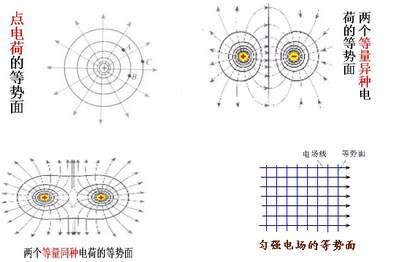 点电荷的等势面
A
B
C
两个等量异种电
荷的等势面
两个等量同种电荷的等势面
电场线 等势面
匀强电场的等势面